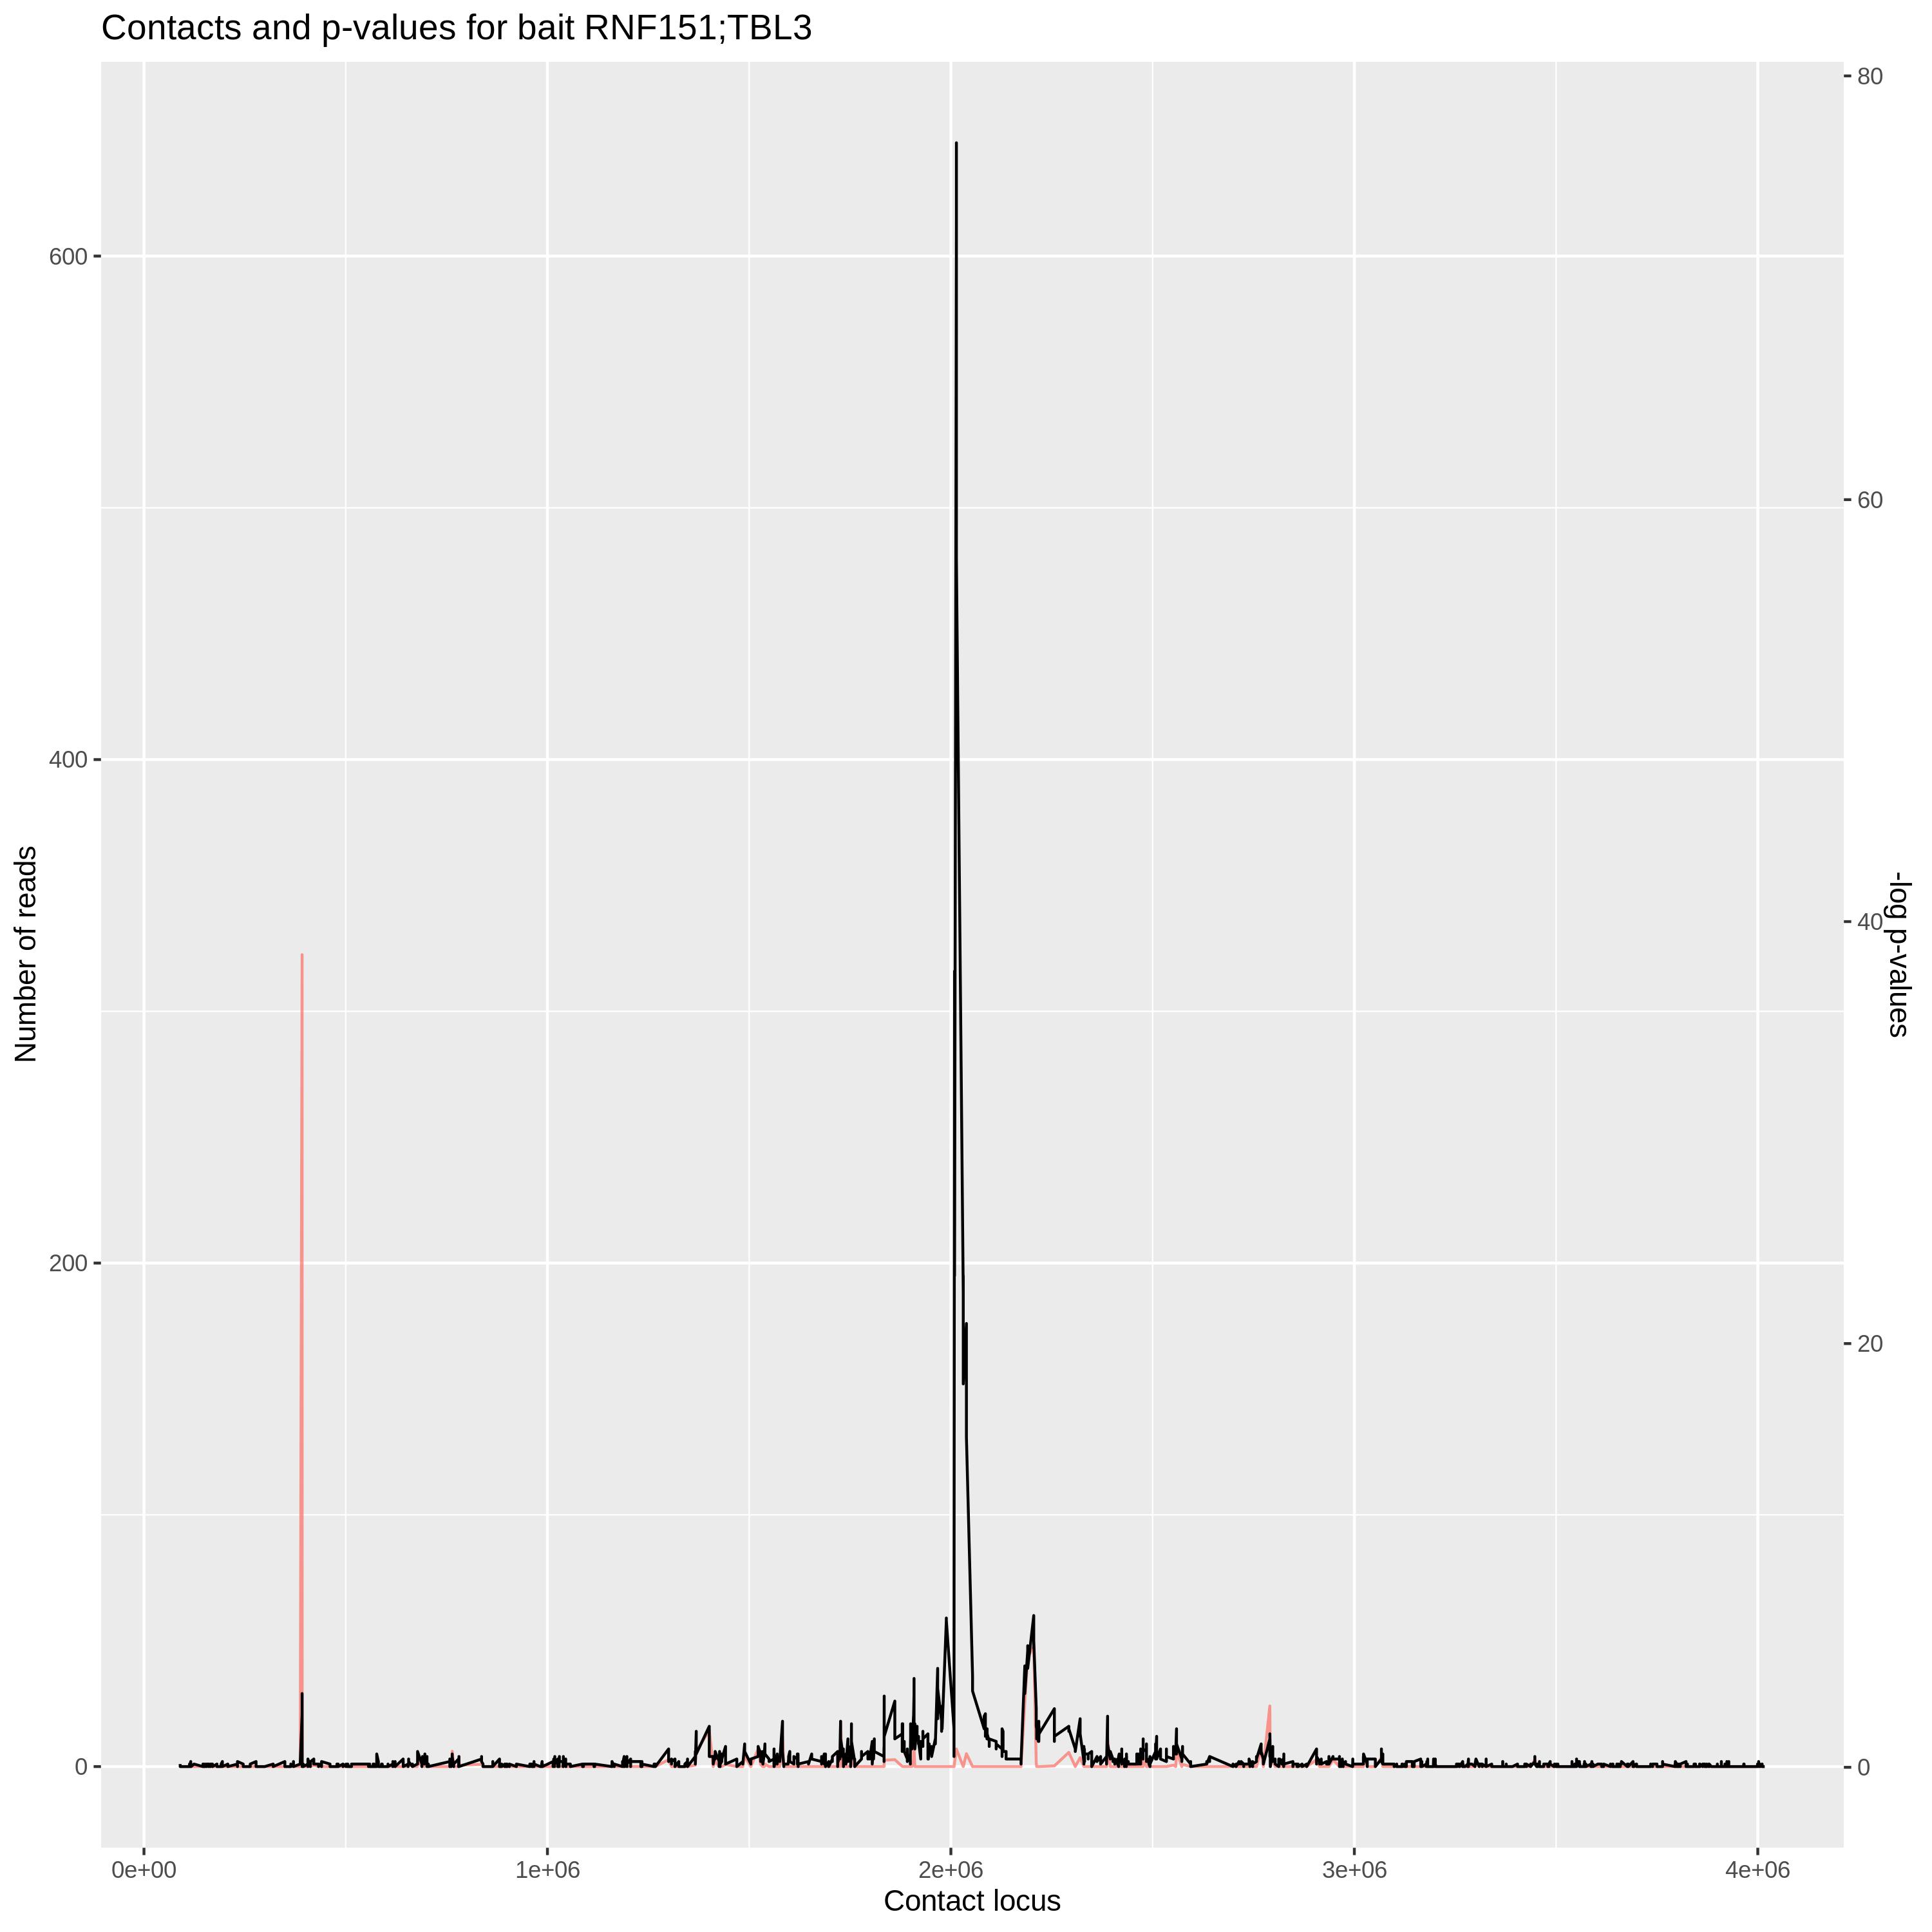 Contacts and p-values for bait RNF151;TBL3
Number of reads
600
400
200
0
80
60
40
20
0
-log p-values
0e+00
1e+06
2e+06
3e+06
4e+06
Contact locus